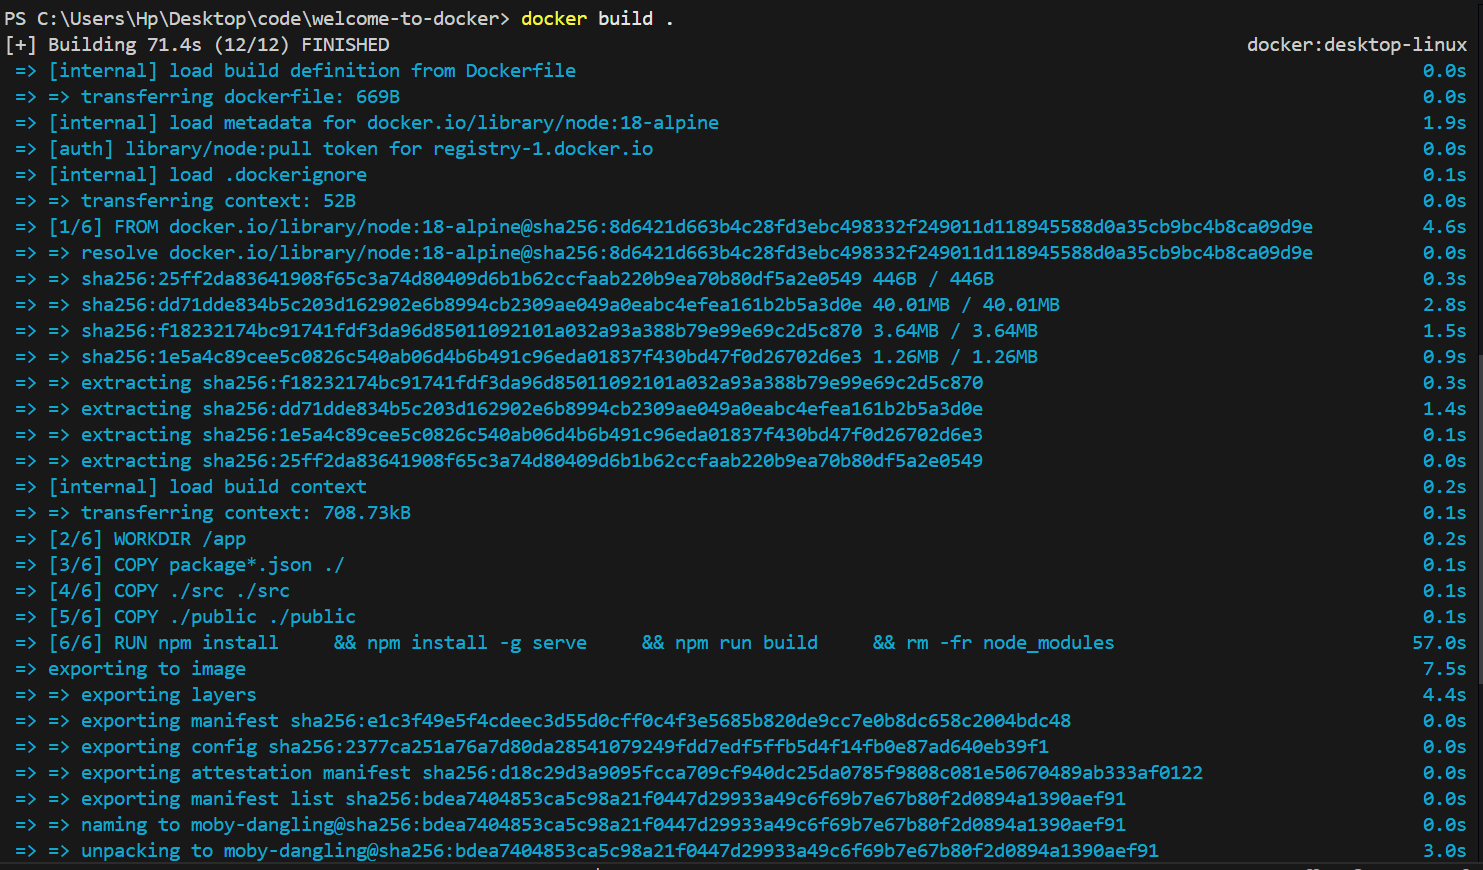 PS C:\Users\Hp\Desktop\code\welcome-to-docker> docker build .
[+] Building 71.4s (12/12) FINISHED docker:desktop-linux
=> [internal] load build definition from Dockerfile 0.0s
=> => transferring dockerfile: 669B 0.0s
=> [internal] load metadata for docker.io/library/node:18-alpine 1.9s
=> [auth] library/node:pull token for registry-1.docker.io 0.0s
=> [internal] load .dockerignore 0.1s
=> => transferring context: 52B 0.0s
=> [1/6] FROM docker.io/library/node:18-alpine@sha256:8d6421d663b4c28fd3ebc498332f249011d118945588d0a35cb9bc4b8ca09d9e 4.6s
=> => resolve docker.io/library/node:18-alpine@sha256:8d6421d663b4c28fd3ebc498332f249011d118945588d0a35cb9bc4b8ca09d9e 0.0s
=> => sha256:25ff2da83641908f65c3a74d80409d6b1b62ccfaab220b9ea70b80df5a2e0549 446B / 446B 0.3s
=> => sha256:dd71dde834b5c203d162902e6b8994cb2309ae049a0eabc4efea161b2b5a3d0e 40.01MB / 40.01MB 2.8s
=> => sha256:f18232174bc91741fdf3da96d85011092101a032a93a388b79e99e69c2d5c870 3.64MB / 3.64MB 1.5s
=> => sha256:1e5a4c89cee5c0826c540ab06d4b6b491c96eda01837f430bd47f0d26702d6e3 1.26MB / 1.26MB 0.9s
=> => extracting sha256:f18232174bc91741fdf3da96d85011092101a032a93a388b79e99e69c2d5c870 0.3s
=> => extracting sha256:dd71dde834b5c203d162902e6b8994cb2309ae049a0eabc4efea161b2b5a3d0e 1.4s
=> => extracting sha256:1e5a4c89cee5c0826c540ab06d4b6b491c96eda01837f430bd47f0d26702d6e3 0.1s
=> => extracting sha256:25ff2da83641908f65c3a74d80409d6b1b62ccfaab220b9ea70b80df5a2e0549 0.0s
=> [internal] load build context 0.2s
=> => transferring context: 708.73kB 0.1s
=> [2/6] WORKDIR /app 0.2s
=> [3/6] COPY package*.json ./ 0.1s
=> [4/6] COPY ./src ./src 0.1s
=> [5/6] COPY ./public ./public 0.1s
=> [6/6] RUN npm install     && npm install -g serve     && npm run build     && rm -fr node_modules 57.0s
=> exporting to image 7.5s
=> => exporting layers 4.4s
=> => exporting manifest sha256:e1c3f49e5f4cdeec3d55d0cff0c4f3e5685b820de9cc7e0b8dc658c2004bdc48 0.0s
=> => exporting config sha256:2377ca251a76a7d80da28541079249fdd7edf5ffb5d4f14fb0e87ad640eb39f1 0.0s
=> => exporting attestation manifest sha256:d18c29d3a9095fcca709cf940dc25da0785f9808c081e50670489ab333af0122 0.0s
=> => exporting manifest list sha256:bdea7404853ca5c98a21f0447d29933a49c6f69b7e67b80f2d0894a1390aef91 0.0s
=> => naming to moby-dangling@sha256:bdea7404853ca5c98a21f0447d29933a49c6f69b7e67b80f2d0894a1390aef91 0.0s
=> => unpacking to moby-dangling@sha256:bdea7404853ca5c98a21f0447d29933a49c6f69b7e67b80f2d0894a1390aef91 3.0s